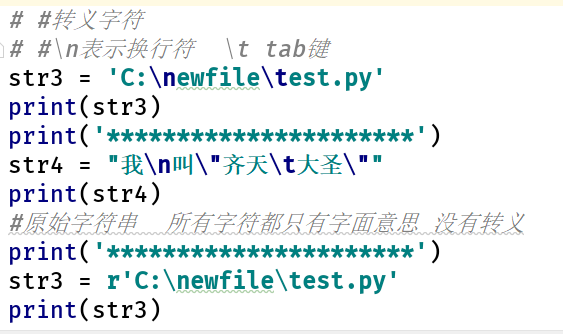 # #转义字符
# #\n表示换行符  \t tab键
str3 = 'C:\newfile\test.py'
print(str3)
print('**********************')
str4 = "我\n叫\"齐天\t大圣\""
print(str4)
#原始字符串  所有字符都只有字面意思 没有转义
print('**********************')
str3 = r'C:\newfile\test.py'
print(str3)